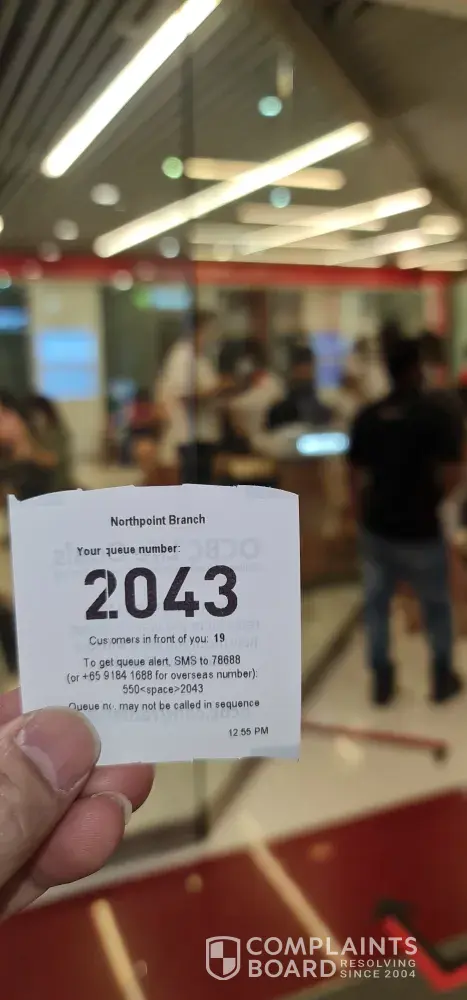 Northpoint Branch
Your queue number:
2043
Customers in front of you: 19
To get queue alert, SMS to 78688
(or +65 9184 1688 for overseas number):
550<space>2043
Queue no. may not be called in sequence
12:55 PM
COMPLAINTS
BOARD RESOLVING
SINCE 2004